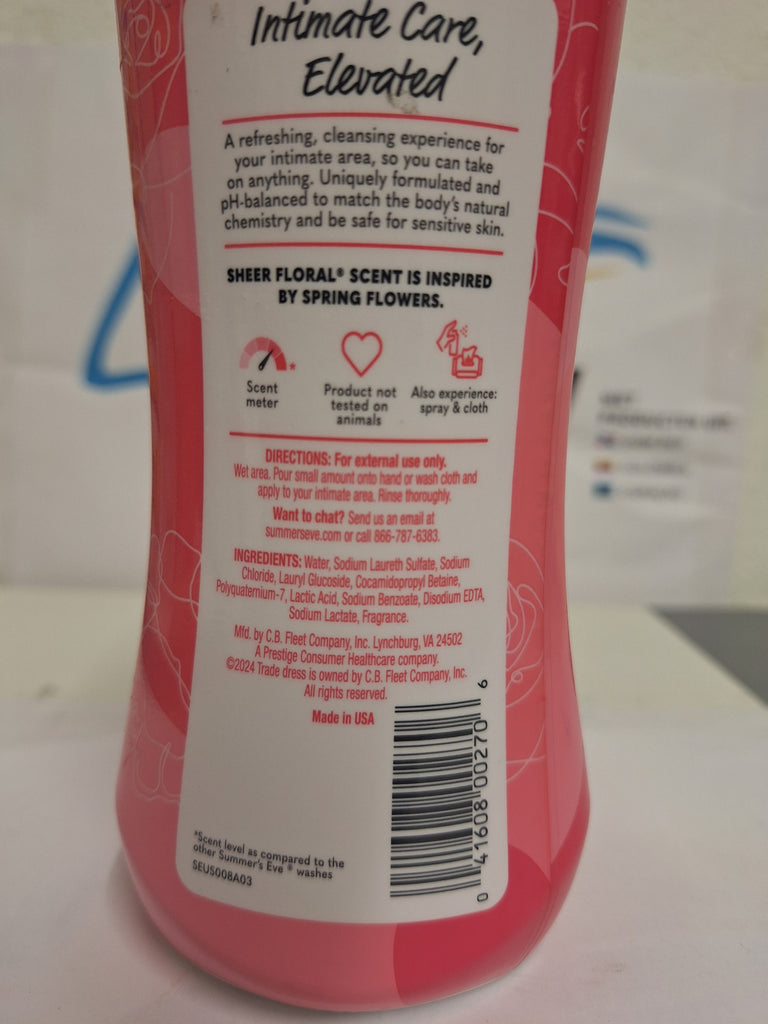 Intimate Care,
Elevated
A refreshing, cleansing experience for
your intimate area, so you can take
on anything. Uniquely formulated and
pH-balanced to match the body's natural
chemistry and be safe for sensitive skin.
SHEER FLORAL® SCENT IS INSPIRED
BY SPRING FLOWERS.
*
Scent
meter
Product not
tested on
animals
Also experience:
spray & cloth
DIRECTIONS: For external use only.
Wet area. Pour small amount onto hand or wash cloth and
apply to your intimate area. Rinse thoroughly.
Want to chat? Send us an email at
summerseve.com or call 866-787-6383.
INGREDIENTS: Water, Sodium Laureth Sulfate, Sodium
Chloride, Lauryl Glucoside, Cocamidopropyl Betaine,
Polyquaternium-7, Lactic Acid, Sodium Benzoate, Disodium EDTA,
Sodium Lactate, Fragrance.
Mfd. by C.B. Fleet Company, Inc. Lynchburg, VA 24502
A Prestige Consumer Healthcare company.
©2024 Trade dress is owned by C.B. Fleet Company, Inc.
All rights reserved.
Made in USA
0 41608 00270 6
*Scent level as compared to the
other Summer's Eve® washes
SEUS008A03